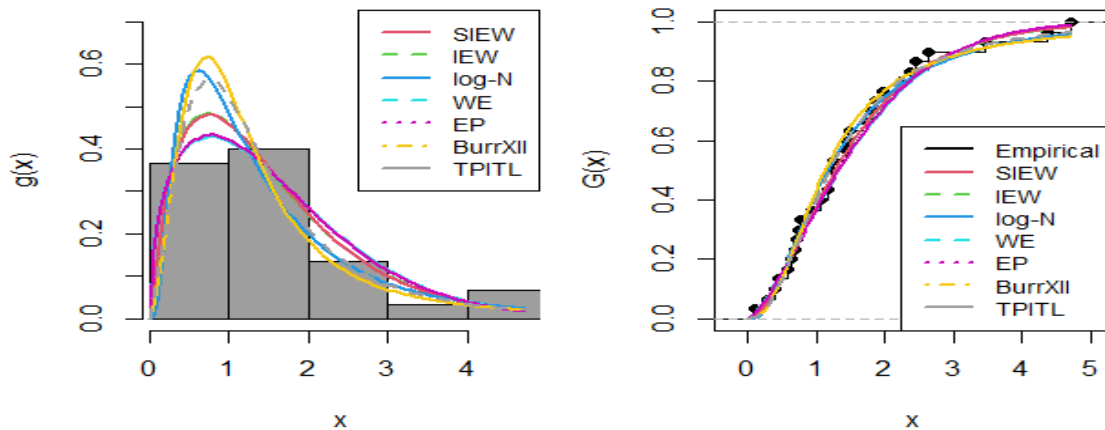 g(x)
0.0 0.2 0.4 0.6
SIEW
IEW
log-N
WE
EP
BurrXII
TPITL
0 1 2 3 4
x
G(x)
0.0 0.2 0.4 0.6 0.8 1.0
Empirical
SIEW
IEW
log-N
WE
EP
BurrXII
TPITL
0 1 2 3 4 5
x